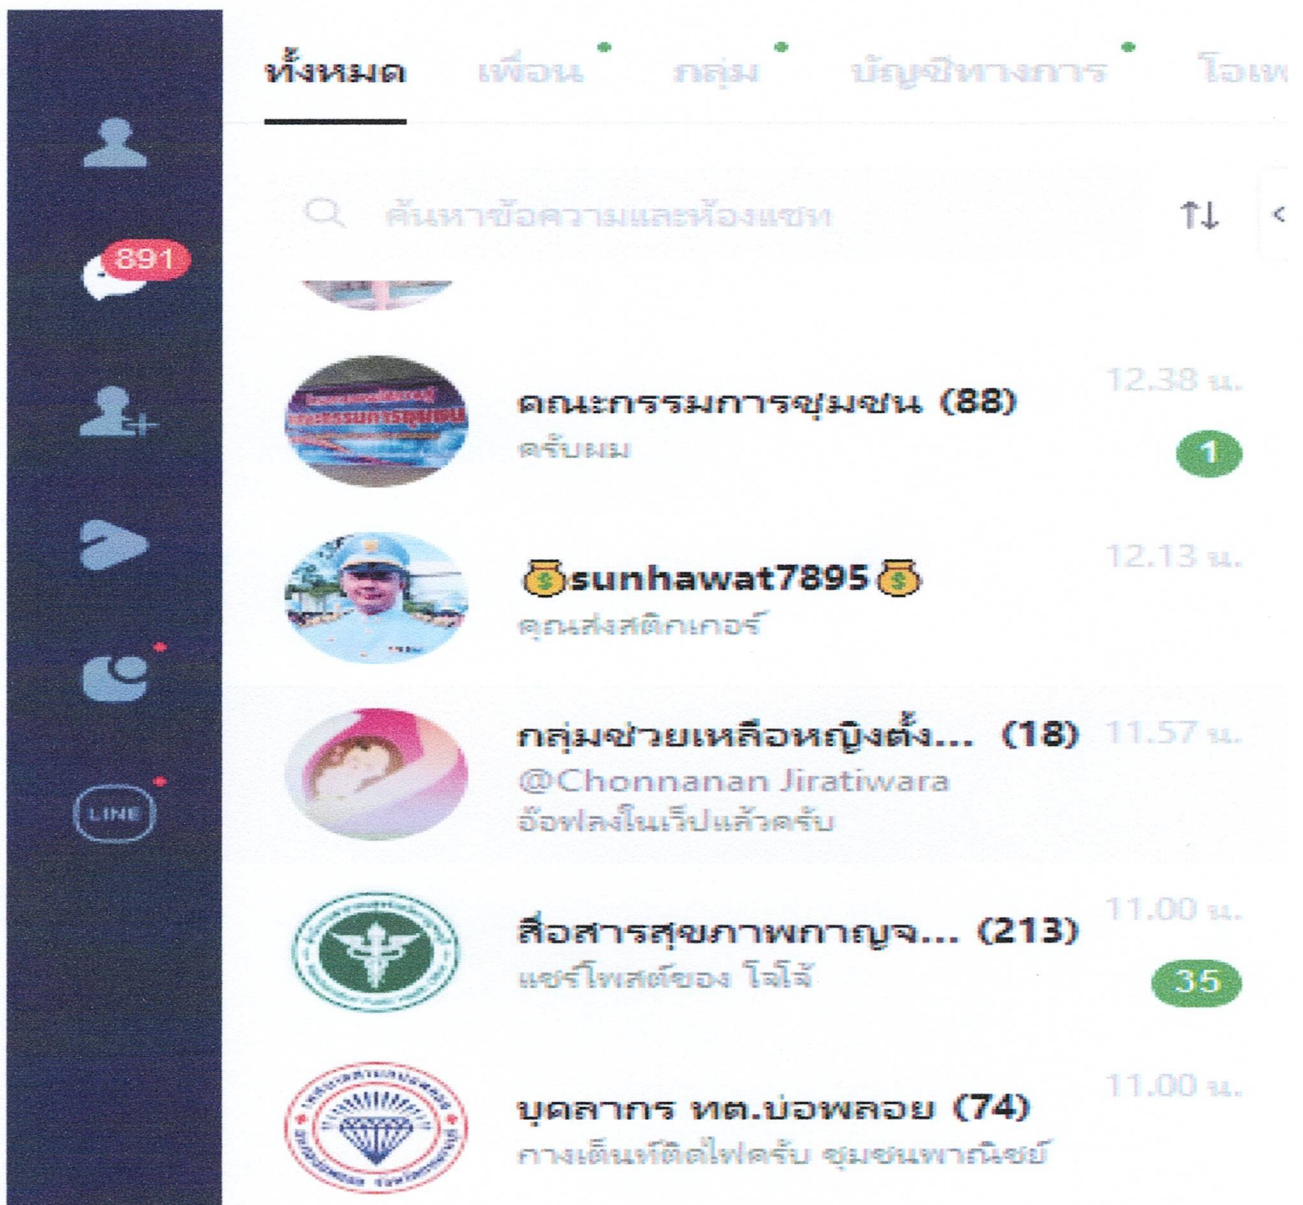 ทั้งหมด เพื่อน กลุ่ม บัญชีทางการ โอเพ
ค้นหาข้อความและห้องแชท
891
คณะกรรมการชุมชน (88) 12.38 น.
ครับผม 1
💰sunhawat7895💰 12.13 น.
คุณส่งสติกเกอร์
กลุ่มช่วยเหลือหญิงตั้ง... (18) 11.57 น.
@Chonnanan Jiratiwara
อ๊อฟลงในเว็ปแล้วครับ
LINE
สื่อสารสุขภาพกาญจ... (213) 11.00 น.
แชร์โพสต์ของ โจโจ้ 35
บุคลากร ทต.บ่อพลอย (74) 11.00 น.
กางเต็นท์ติดไฟครับ ชุมชนพาณิชย์